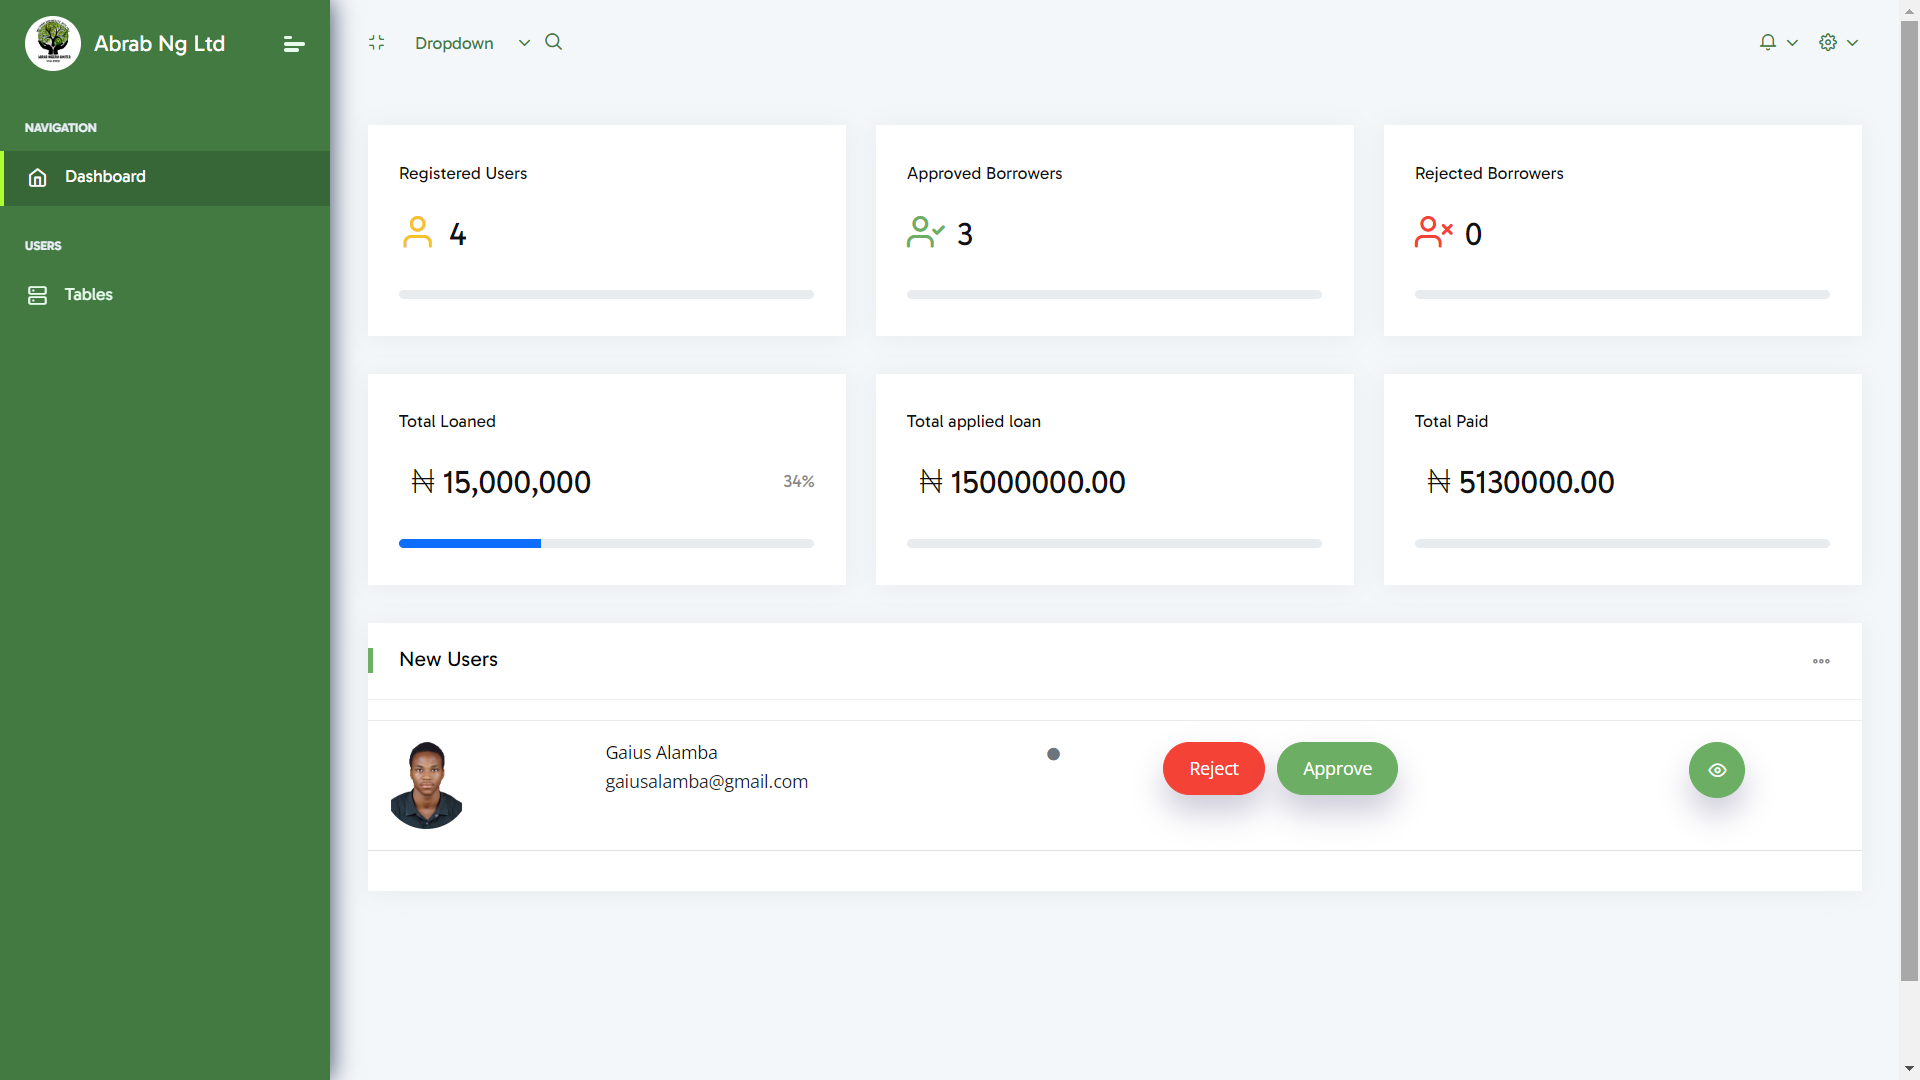 Abrab Ng Ltd
Dropdown
NAVIGATION
Dashboard
USERS
Tables
Registered Users
4
Approved Borrowers
3
Rejected Borrowers
0
Total Loaned
₦ 15,000,000
34%
Total applied loan
₦ 15000000.00
Total Paid
₦ 5130000.00
New Users
Gaius Alamba
gaiusalamba@gmail.com
Reject
Approve